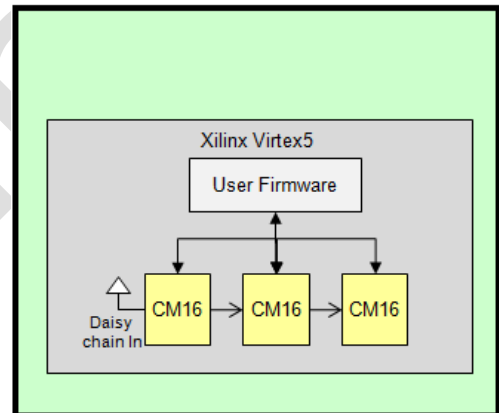 Xilinx Virtex5
User Firmware
CM16
CM16
CM16
Daisy
chain In